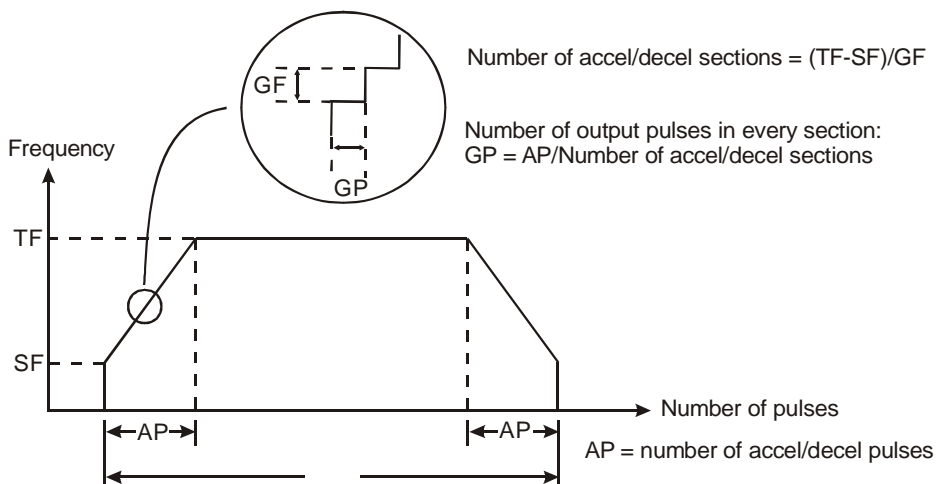 Number of accel/decel sections = (TF-SF)/GF
GF
Number of output pulses in every section:
GP = AP/Number of accel/decel sections
GP
Frequency
TF
SF
Number of pulses
AP
AP
AP = number of accel/decel pulses